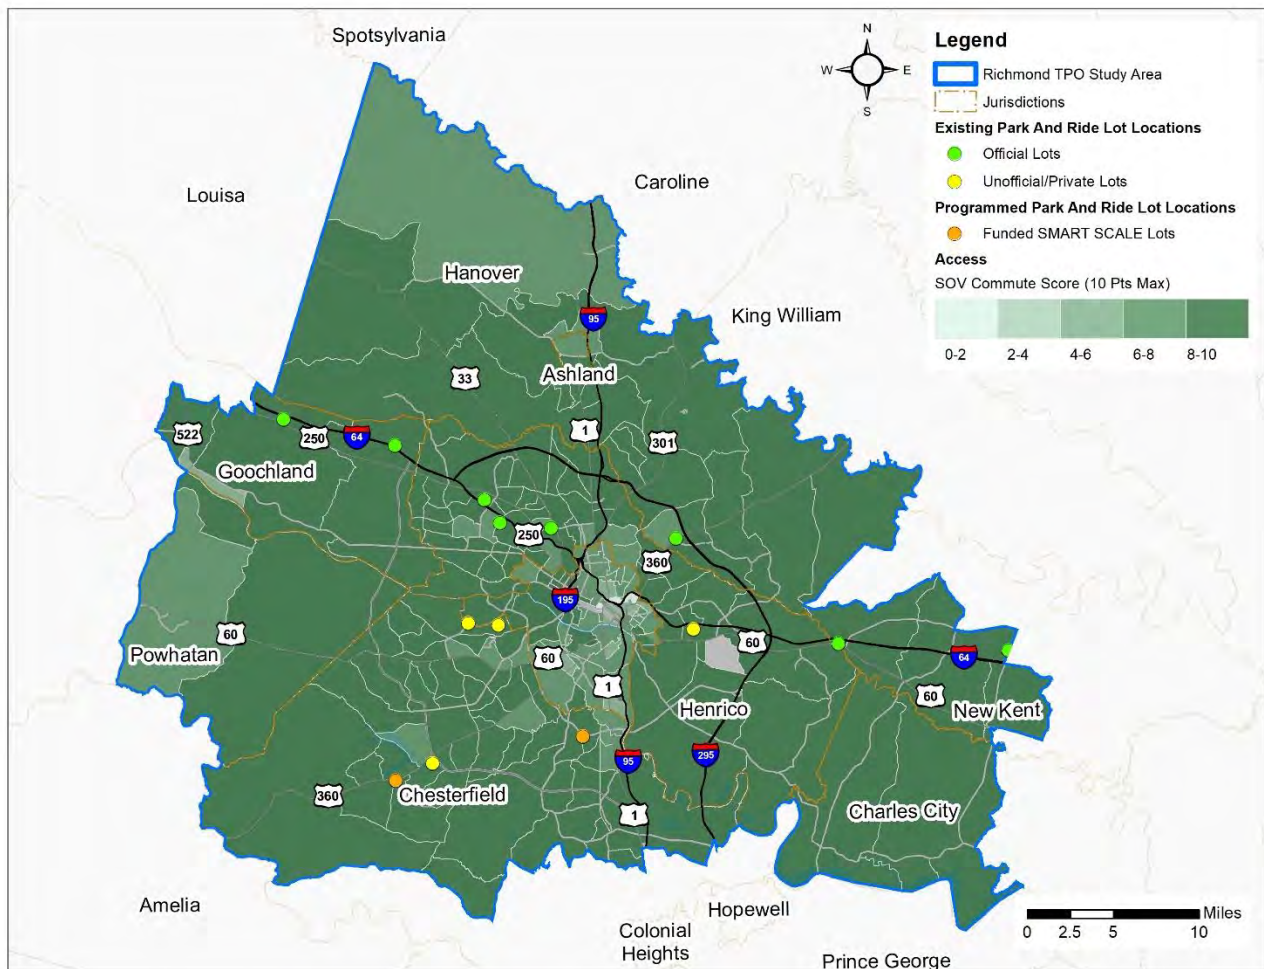 Spotsylvania
Louisa
Caroline
Hanover
King William
Ashland
95
33
1
301
522
250
64
Goochland
250
360
195
60
Powhatan
60
60
1
Henrico
64
60
New Kent
95
295
360
Chesterfield
1
Charles City
Amelia
Hopewell
Colonial
Heights
Prince George
N
W
E
S
Legend
Richmond TPO Study Area
Jurisdictions
Existing Park And Ride Lot Locations
Official Lots
Unofficial/Private Lots
Programmed Park And Ride Lot Locations
Funded SMART SCALE Lots
Access
SOV Commute Score (10 Pts Max)
0-2 2-4 4-6 6-8 8-10
Miles
0 2.5 5 10